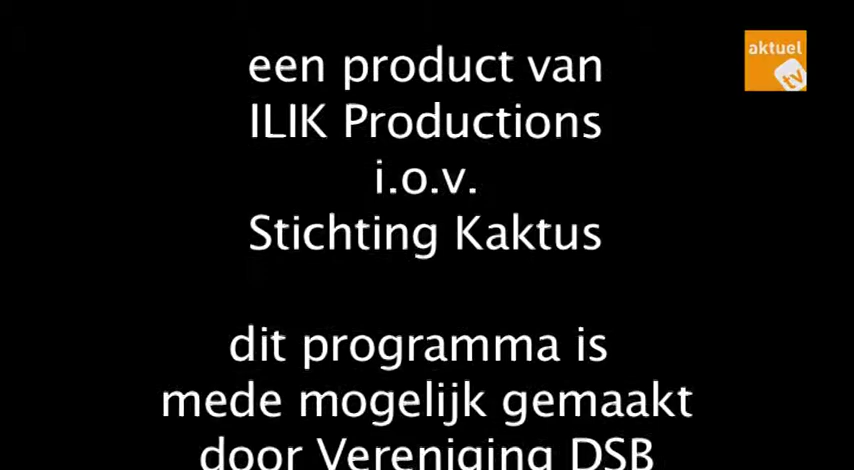 aktuel
tv
een product van
ILIK Productions
i.o.v.
Stichting Kaktus
dit programma is
mede mogelijk gemaakt
door Vereniging DSB